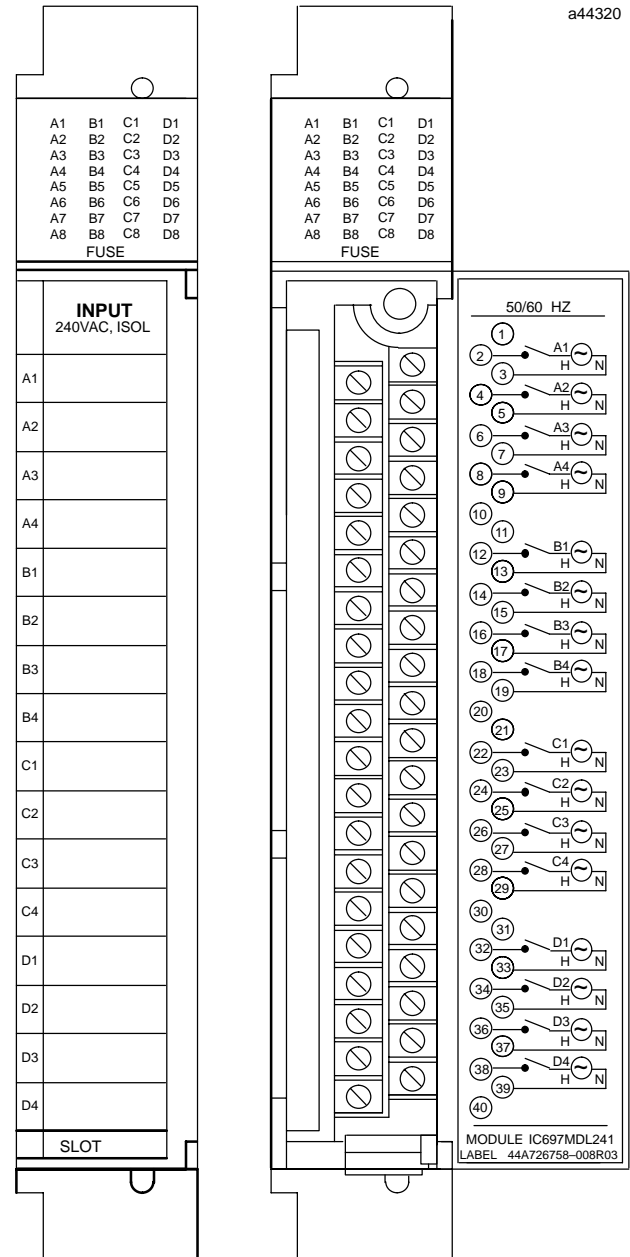 a44320
A1 B1 C1 D1
A2 B2 C2 D2
A3 B3 C3 D3
A4 B4 C4 D4
A5 B5 C5 D5
A6 B6 C6 D6
A7 B7 C7 D7
A8 B8 C8 D8
FUSE
INPUT
240VAC, ISOL
A1
A2
A3
A4
B1
B2
B3
B4
C1
C2
C3
C4
D1
D2
D3
D4
SLOT
A1 B1 C1 D1
A2 B2 C2 D2
A3 B3 C3 D3
A4 B4 C4 D4
A5 B5 C5 D5
A6 B6 C6 D6
A7 B7 C7 D7
A8 B8 C8 D8
FUSE
50/60 HZ
1
2 A1 ~
3 H N
4 A2 ~
5 H N
6 A3 ~
7 H N
8 A4 ~
9 H N
10
11
12 B1 ~
13 H N
14 B2 ~
15 H N
16 B3 ~
17 H N
18 B4 ~
19 H N
20
21
22 C1 ~
23 H N
24 C2 ~
25 H N
26 C3 ~
27 H N
28 C4 ~
29 H N
30
31
32 D1 ~
33 H N
34 D2 ~
35 H N
36 D3 ~
37 H N
38 D4 ~
39 H N
40
MODULE IC697MDL241
LABEL 44A726758–008R03